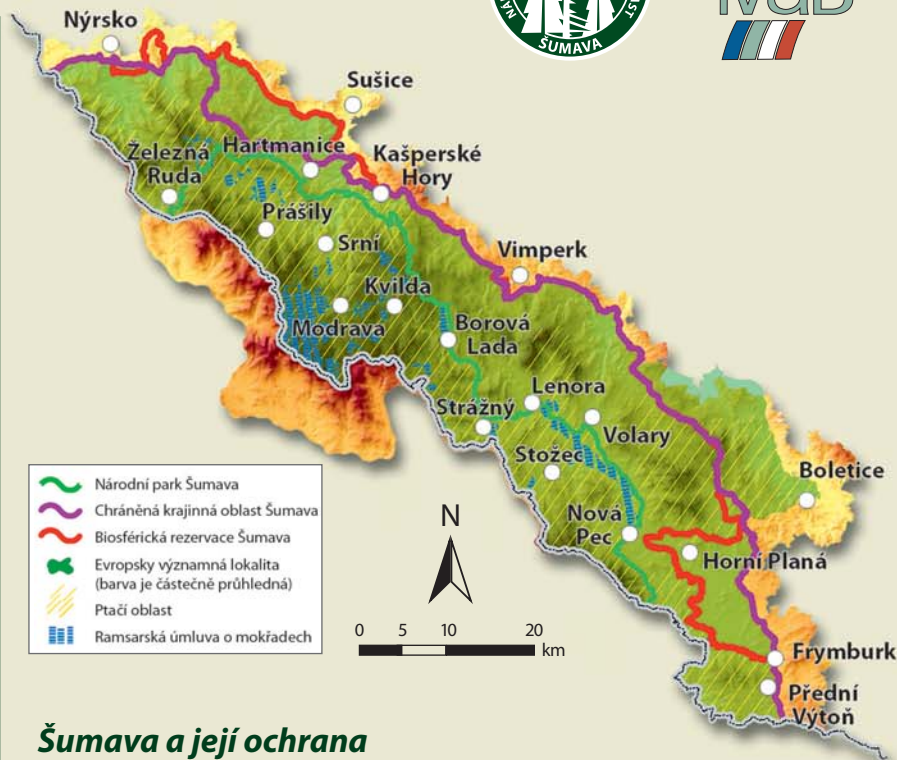 NÁ
AST
ŠUMAVA
Nýrsko
Sušice
Železná
Ruda
Hartmanice
Kašperské
Hory
Prášily
Srní
Vimperk
Kvilda
Modrava
Borová
Lada
Lenora
Strážný
Volary
Stožec
Boletice
Nová
Pec
Horní Planá
Frymburk
Přední
Výtoň
Národní park Šumava
Chráněná krajinná oblast Šumava
Biosférická rezervace Šumava
Evropsky významná lokalita
(barva je částečně průhledná)
Ptačí oblast
Ramsarská úmluva o mokřadech
N
0 5 10 20
km
Šumava a její ochrana